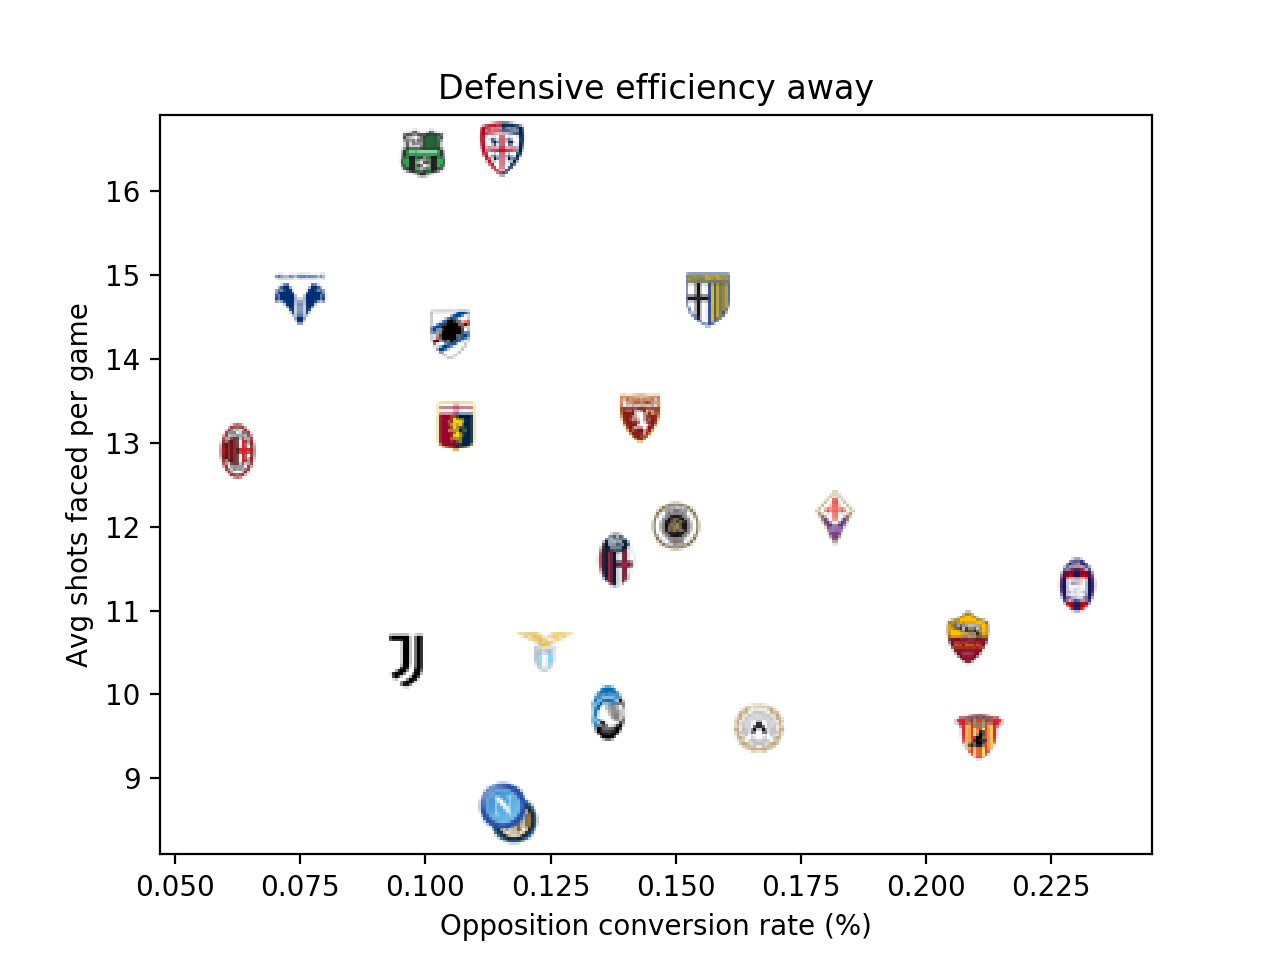 Defensive efficiency away
Avg shots faced per game
16
15
14
13
12
11
10
9
0.050 0.075 0.100 0.125 0.150 0.175 0.200 0.225
Opposition conversion rate (%)
TORINO
N